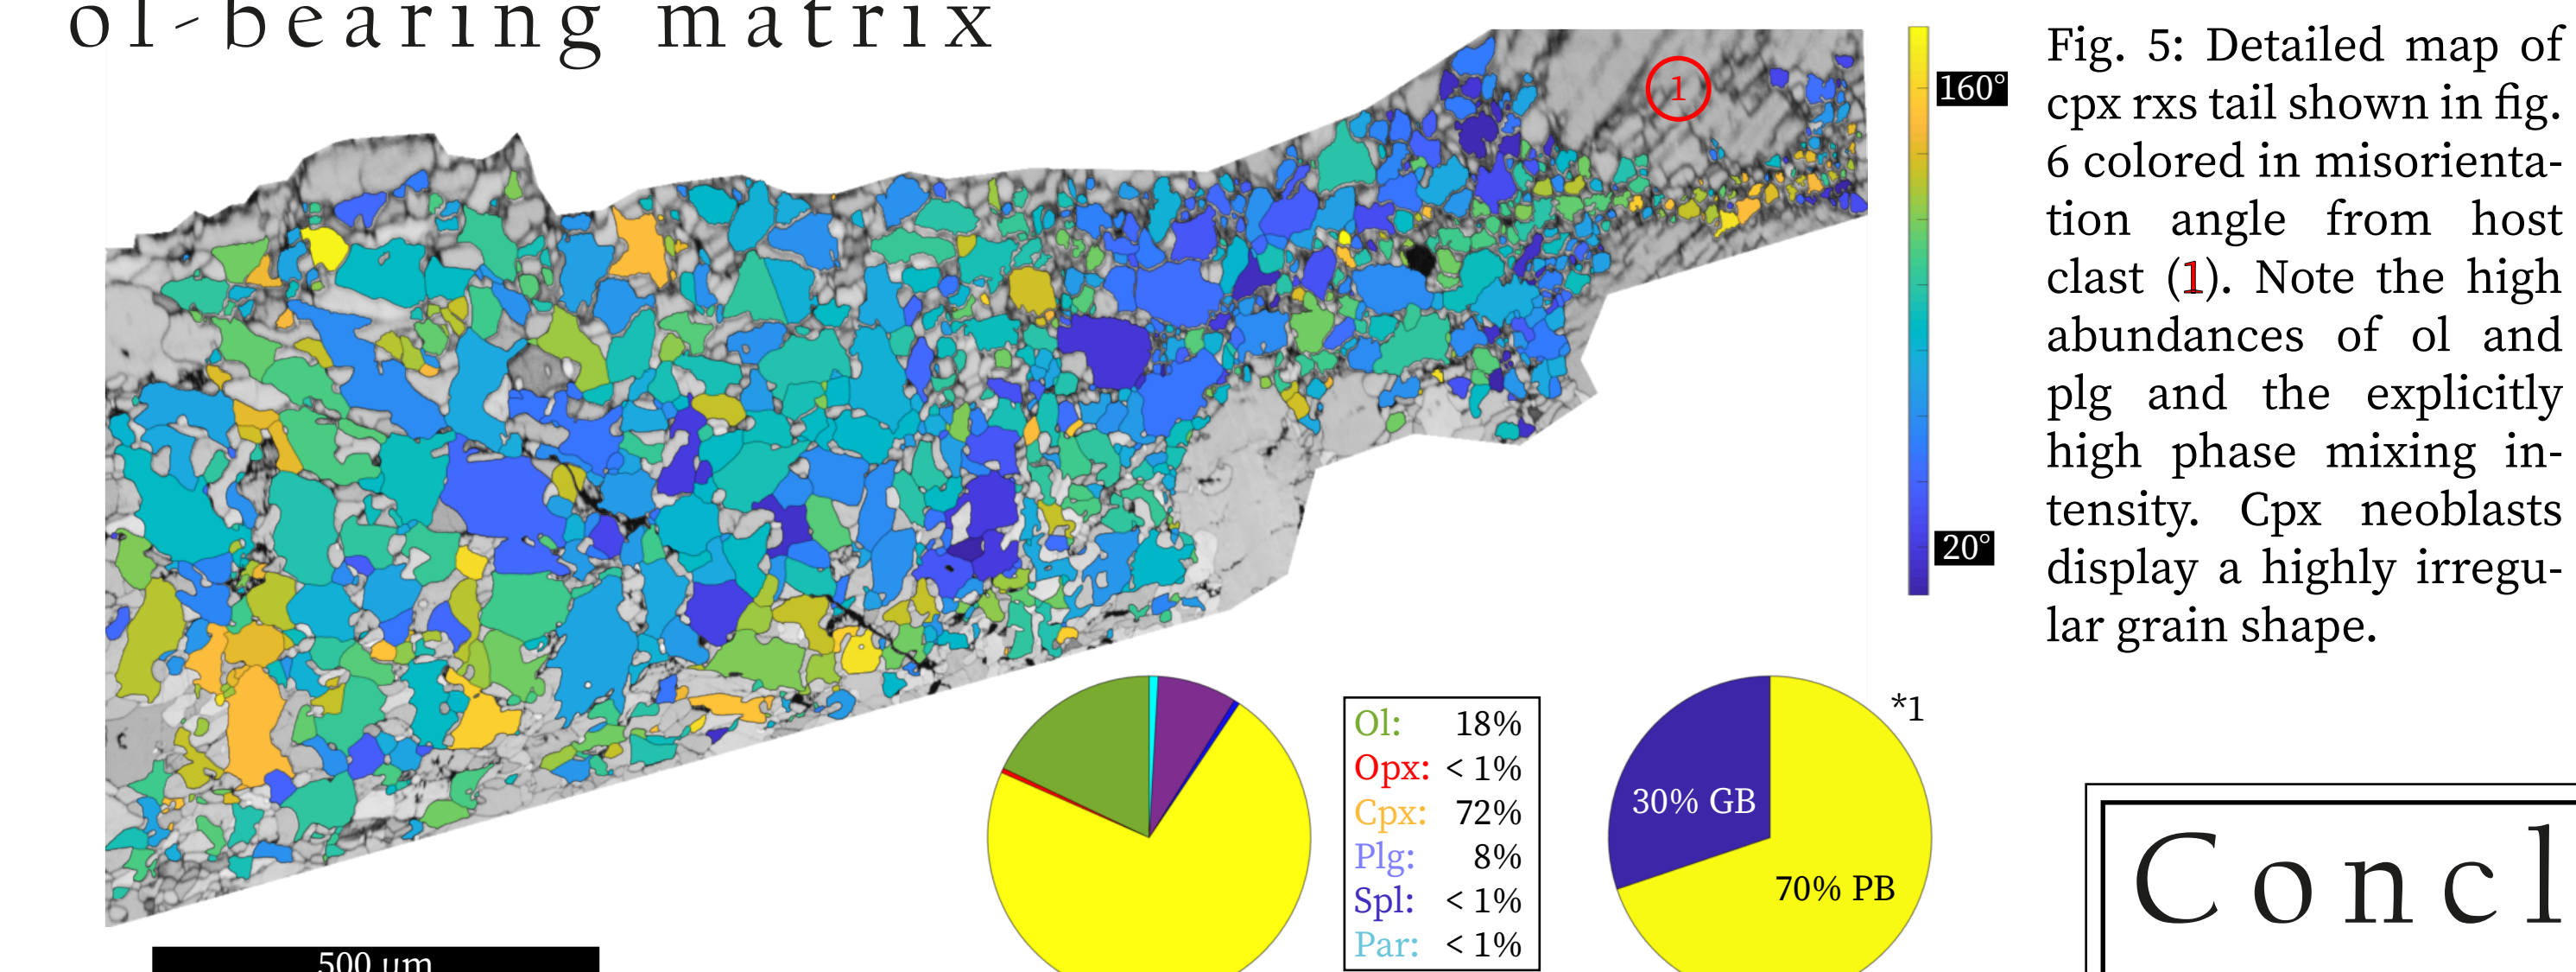 ol-bearing matrix
1
160°
20°
Fig. 5: Detailed map of
cpx rxs tail shown in fig.
6 colored in misorienta-
tion angle from host
clast (1). Note the high
abundances of ol and
plg and the explicitly
high phase mixing in-
tensity. Cpx neoblasts
display a highly irregu-
lar grain shape.
Ol: 18%
Opx: < 1%
Cpx: 72%
Plg: 8%
Spl: < 1%
Par: < 1%
30% GB
70% PB
*1
500 um
Concl